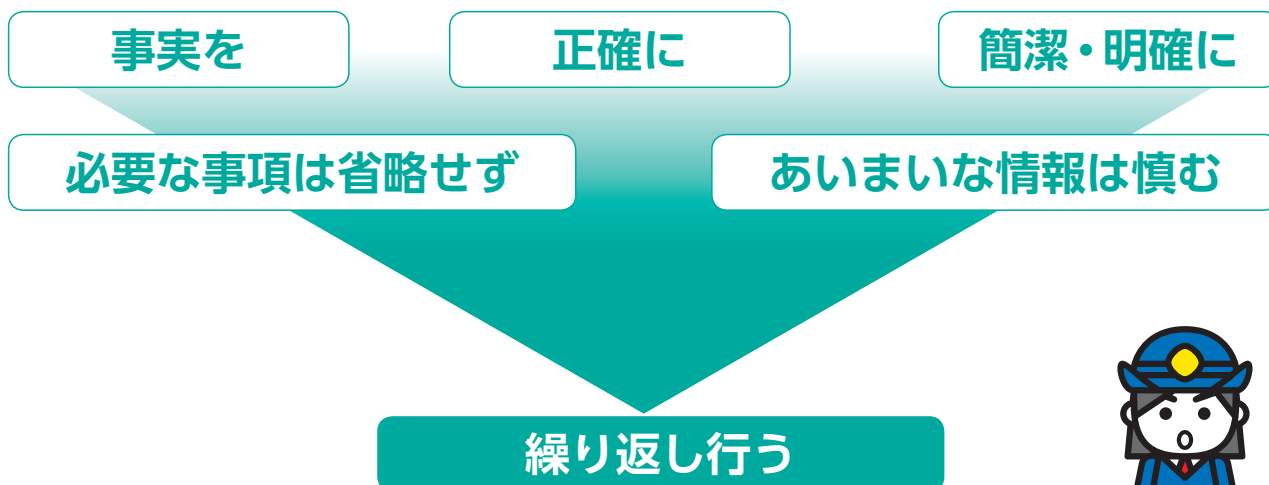 事実を
正確に
簡潔・明確に
必要な事項は省略せず
あいまいな情報は慎む
繰り返し行う